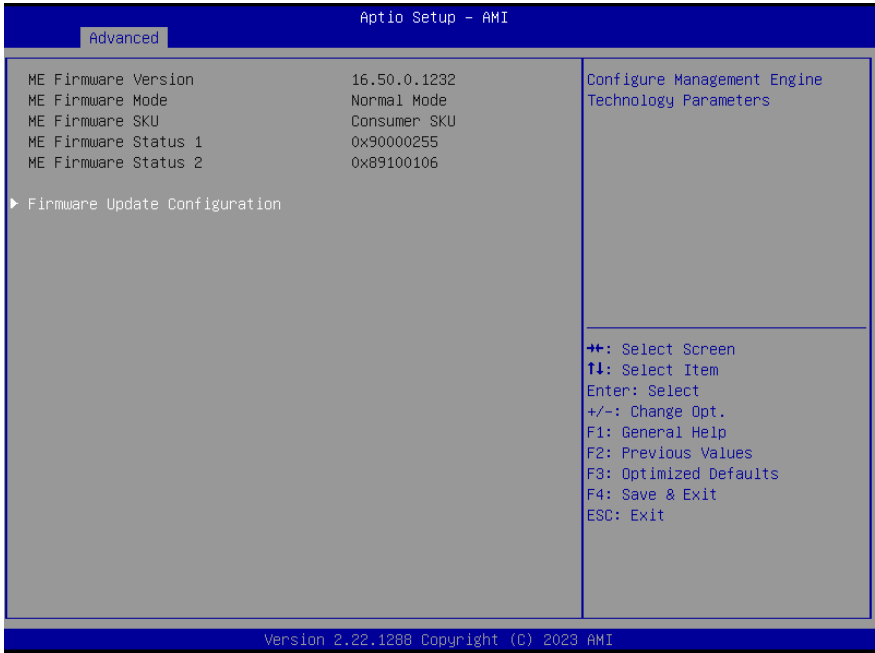 Aptio Setup - AMI
Advanced
ME Firmware Version 16.50.0.1232
ME Firmware Mode Normal Mode
ME Firmware SKU Consumer SKU
ME Firmware Status 1 0x90000255
ME Firmware Status 2 0x89100106
▶ Firmware Update Configuration
Configure Management Engine
Technology Parameters
→←: Select Screen
↑↓: Select Item
Enter: Select
+/-: Change Opt.
F1: General Help
F2: Previous Values
F3: Optimized Defaults
F4: Save & Exit
ESC: Exit
Version 2.22.1288 Copyright (C) 2023 AMI